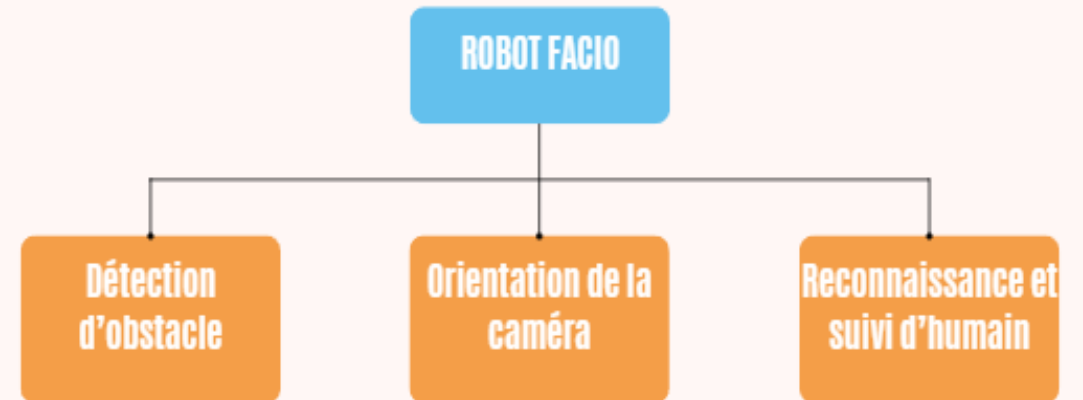 ROBOT FACIO
Détection
d’obstacle
Orientation de la
caméra
Reconnaissance et
suivi d’humain